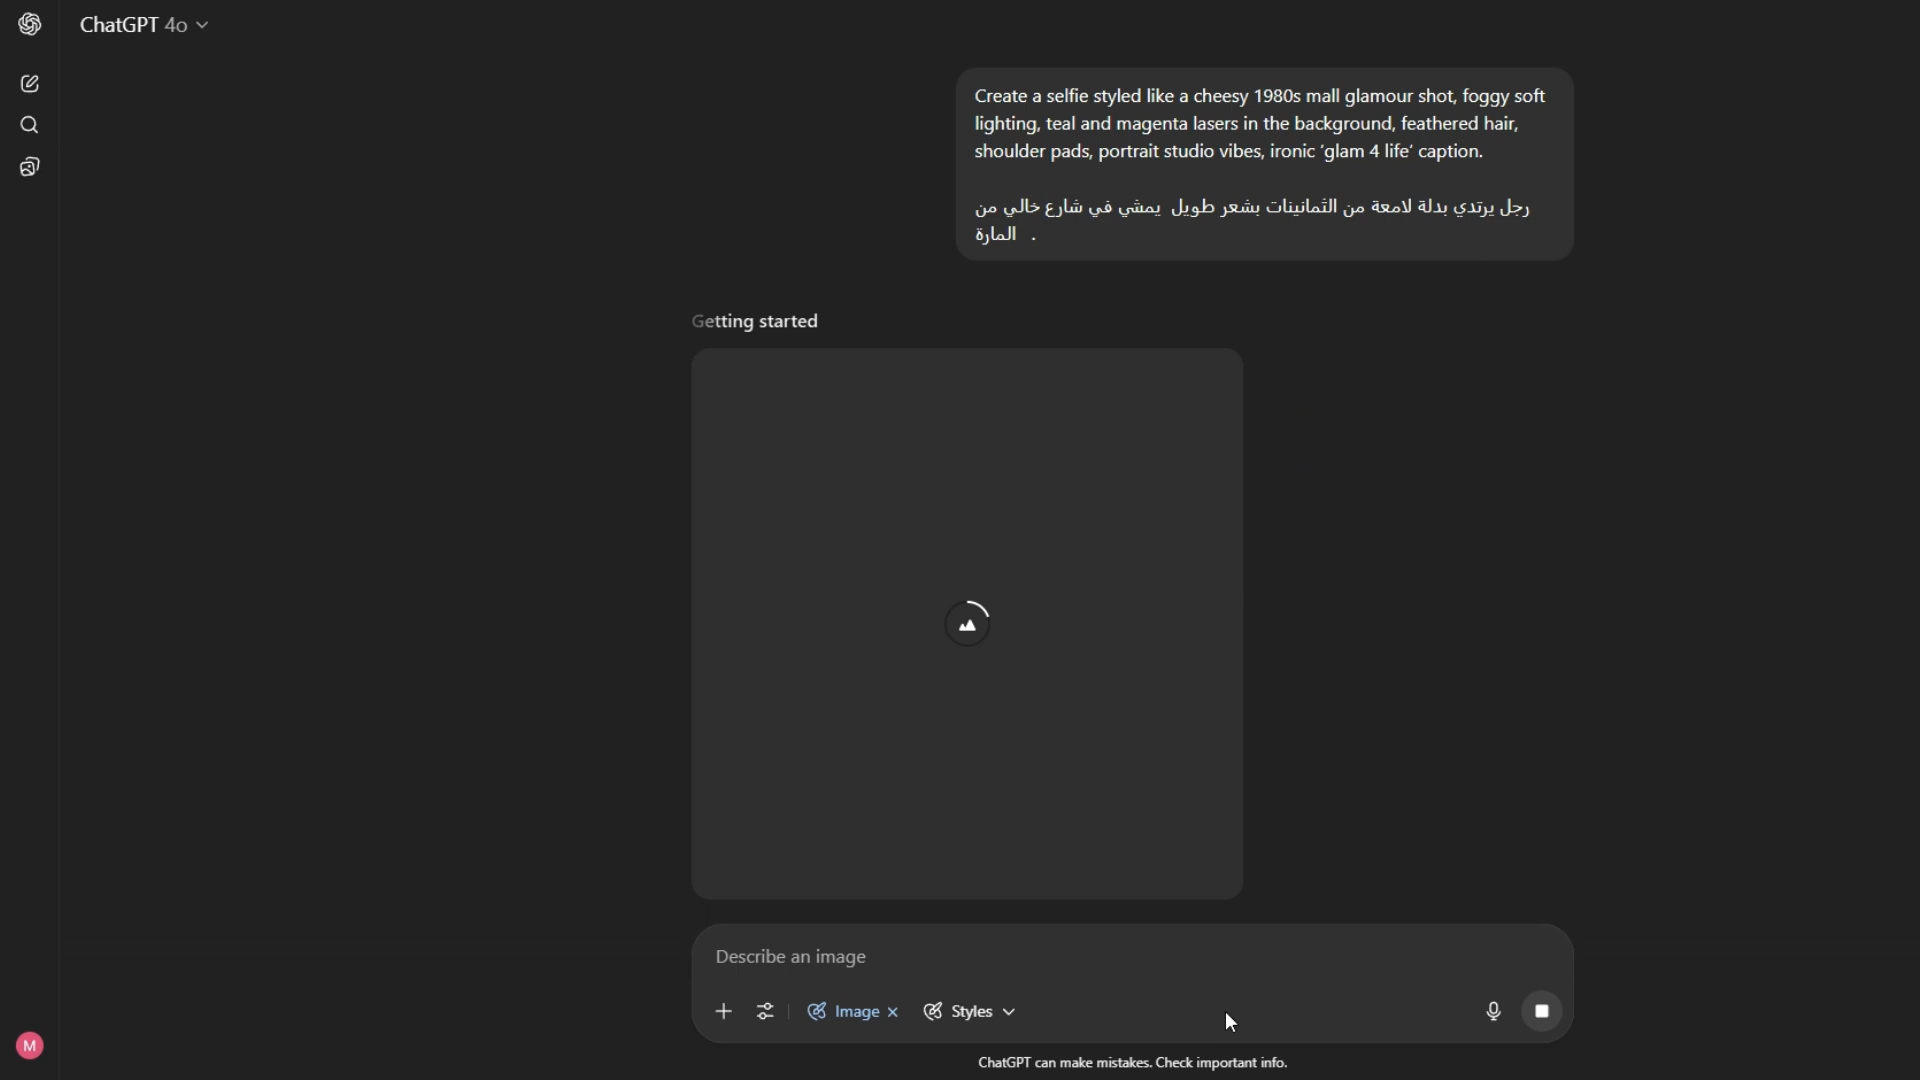 ChatGPT 4o
Create a selfie styled like a cheesy 1980s mall glamour shot, foggy soft
lighting, teal and magenta lasers in the background, feathered hair,
shoulder pads, portrait studio vibes, ironic ‘glam 4 life’ caption.
رجل يرتدي بدلة لامعة من الثمانينات بشعر طويل  يمشي في شارع خالي من
المارة .
Getting started
Describe an image
Image
Styles
M
ChatGPT can make mistakes. Check important info.